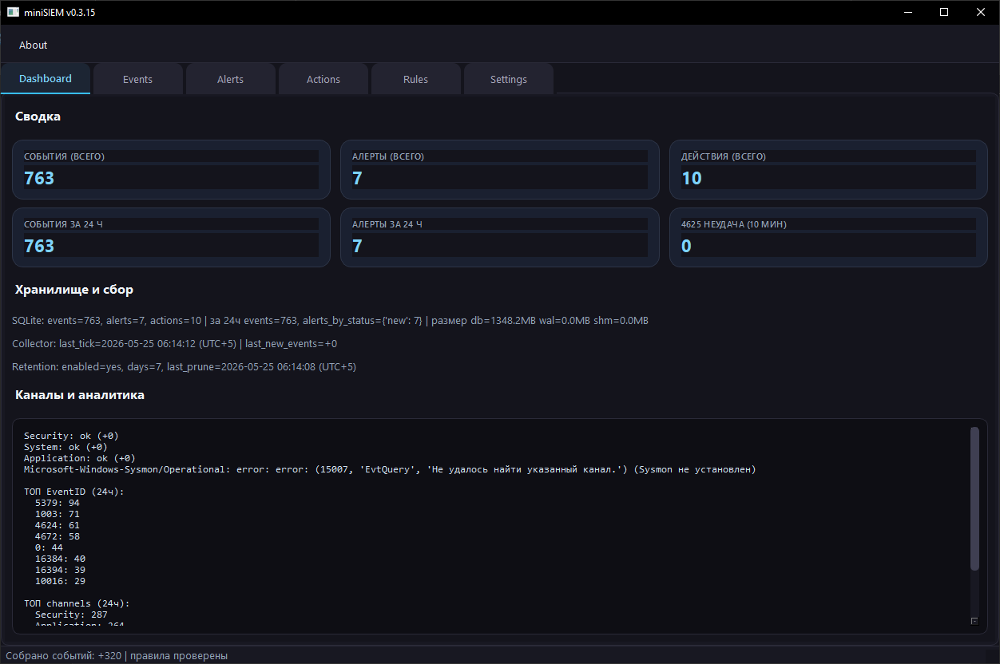 miniSIEM v0.3.15
About
Dashboard Events Alerts Actions Rules Settings
Сводка
СОБЫТИЯ (ВСЕГО) АЛЕРТЫ (ВСЕГО) ДЕЙСТВИЯ (ВСЕГО)
763 7 10
СОБЫТИЯ ЗА 24 Ч АЛЕРТЫ ЗА 24 Ч 4625 НЕУДАЧА (10 МИН)
763 7 0
Хранилище и сбор
SQLite: events=763, alerts=7, actions=10 | за 24ч events=763, alerts_by_status={'new': 7} | размер db=1348.2MB wal=0.0MB shm=0.0MB
Collector: last_tick=2026-05-25 06:14:12 (UTC+5) | last_new_events=+0
Retention: enabled=yes, days=7, last_prune=2026-05-25 06:14:08 (UTC+5)
Каналы и аналитика
Security: ok (+0)
System: ok (+0)
Application: ok (+0)
Microsoft-Windows-Sysmon/Operational: error: error: (15007, 'EvtQuery', 'Не удалось найти указанный канал.') (Sysmon не установлен)
ТОП EventID (24ч):
5379: 94
1003: 71
4624: 61
4672: 58
0: 44
16384: 40
16394: 39
10016: 29
ТОП channels (24ч):
Security: 287
Application: 264
Собрано событий: +320 | правила проверены